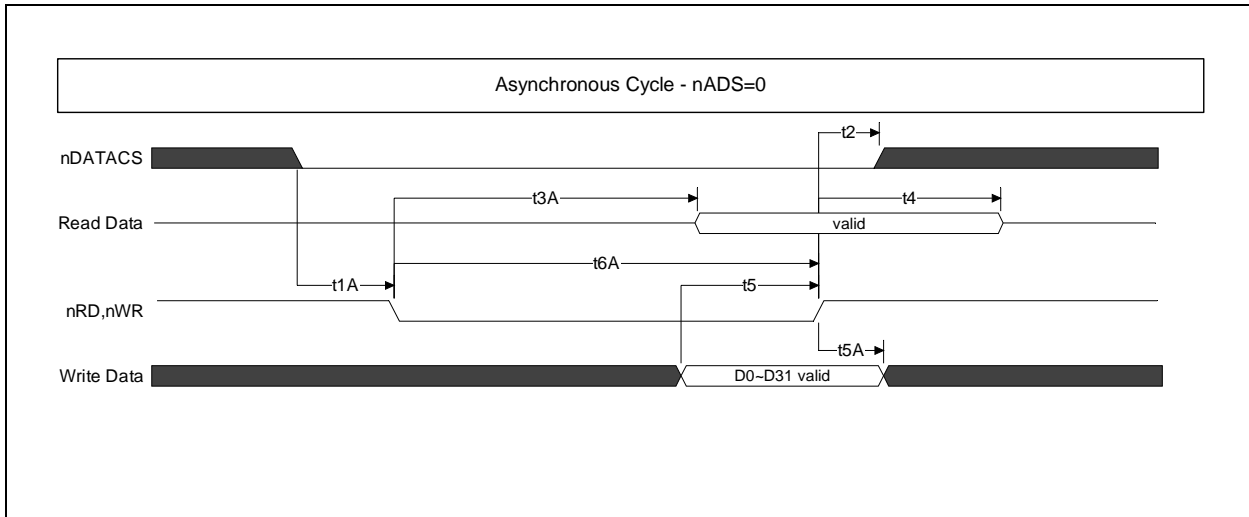 Asynchronous Cycle - nADS=0
t2
nDATACS
t3A
t4
Read Data
valid
t6A
t1A
t5
nRD,nWR
t5A
Write Data
D0~D31 valid